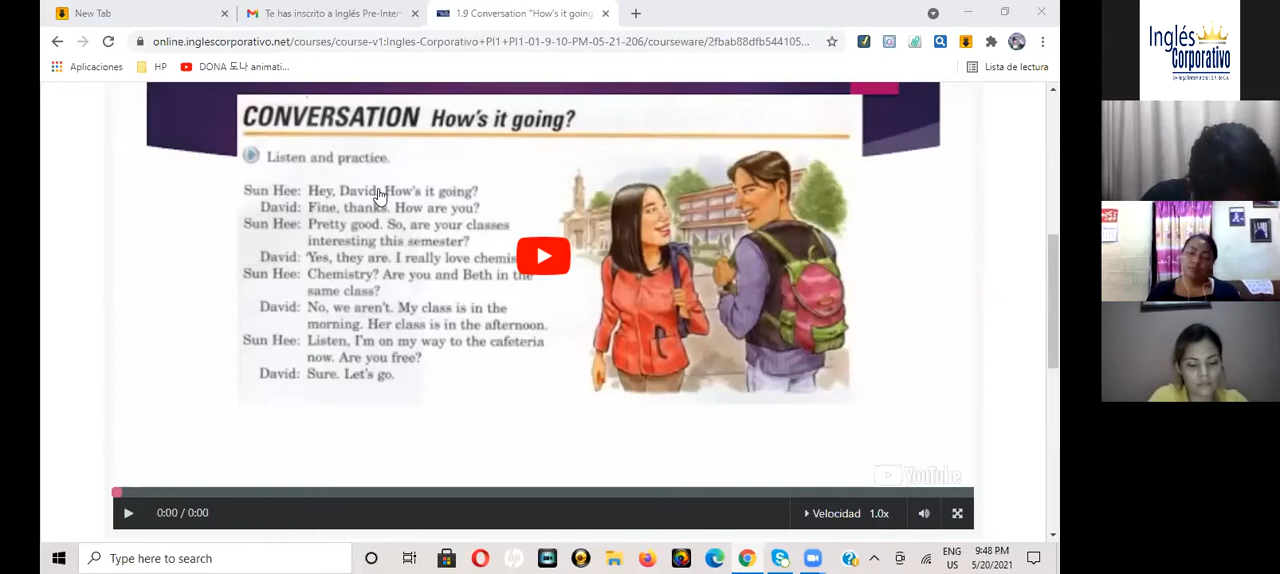 New Tab
Te has inscrito a Inglés Pre-Inter
1.9 Conversation "How's it going
online.inglescorporativo.net/courses/course-v1:Ingles-Corporativo+PI1+PI1-01-9-10-PM-05-21-206/courseware/2fbab88dfb544105...
Aplicaciones
HP
DONA 도나 animati...
Lista de lectura
Inglés
Corporativo
CONVERSATION How's it going?
Listen and practice.
Sun Hee: Hey, David. How's it going?
David: Fine, thanks. How are you?
Sun Hee: Pretty good. So, are your classes
interesting this semester?
David: Yes, they are. I really love chemis
Sun Hee: Chemistry? Are you and Beth in the
same class?
David: No, we aren't. My class is in the
morning. Her class is in the afternoon.
Sun Hee: Listen, I'm on my way to the cafeteria
now. Are you free?
David: Sure. Let's go.
YouTube
0:00 / 0:00
Velocidad 1.0x
Type here to search
ENG
US
9:48 PM
5/20/2021